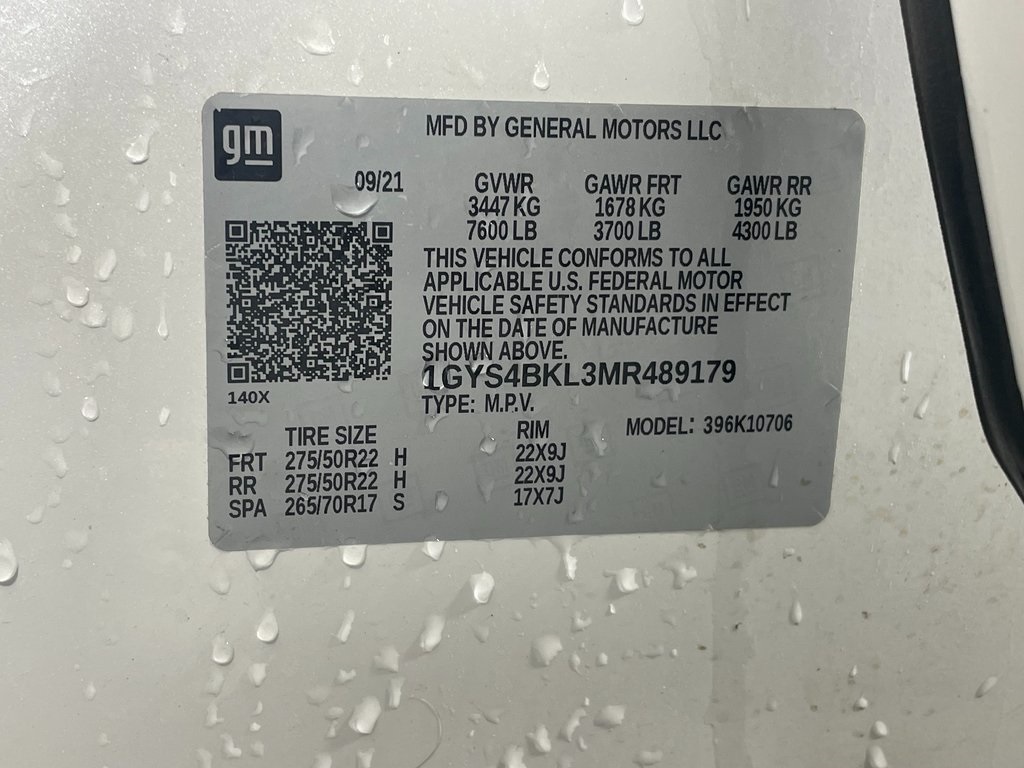 gm
MFD BY GENERAL MOTORS LLC
09/21
GVWR GAWR FRT GAWR RR
3447 KG 1678 KG 1950 KG
7600 LB 3700 LB 4300 LB
THIS VEHICLE CONFORMS TO ALL
APPLICABLE U.S. FEDERAL MOTOR
VEHICLE SAFETY STANDARDS IN EFFECT
ON THE DATE OF MANUFACTURE
SHOWN ABOVE.
1GYS4BKL3MR489179
140X
TYPE: M.P.V.
TIRE SIZE RIM MODEL: 396K10706
FRT 275/50R22 H 22X9J
RR 275/50R22 H 22X9J
SPA 265/70R17 S 17X7J